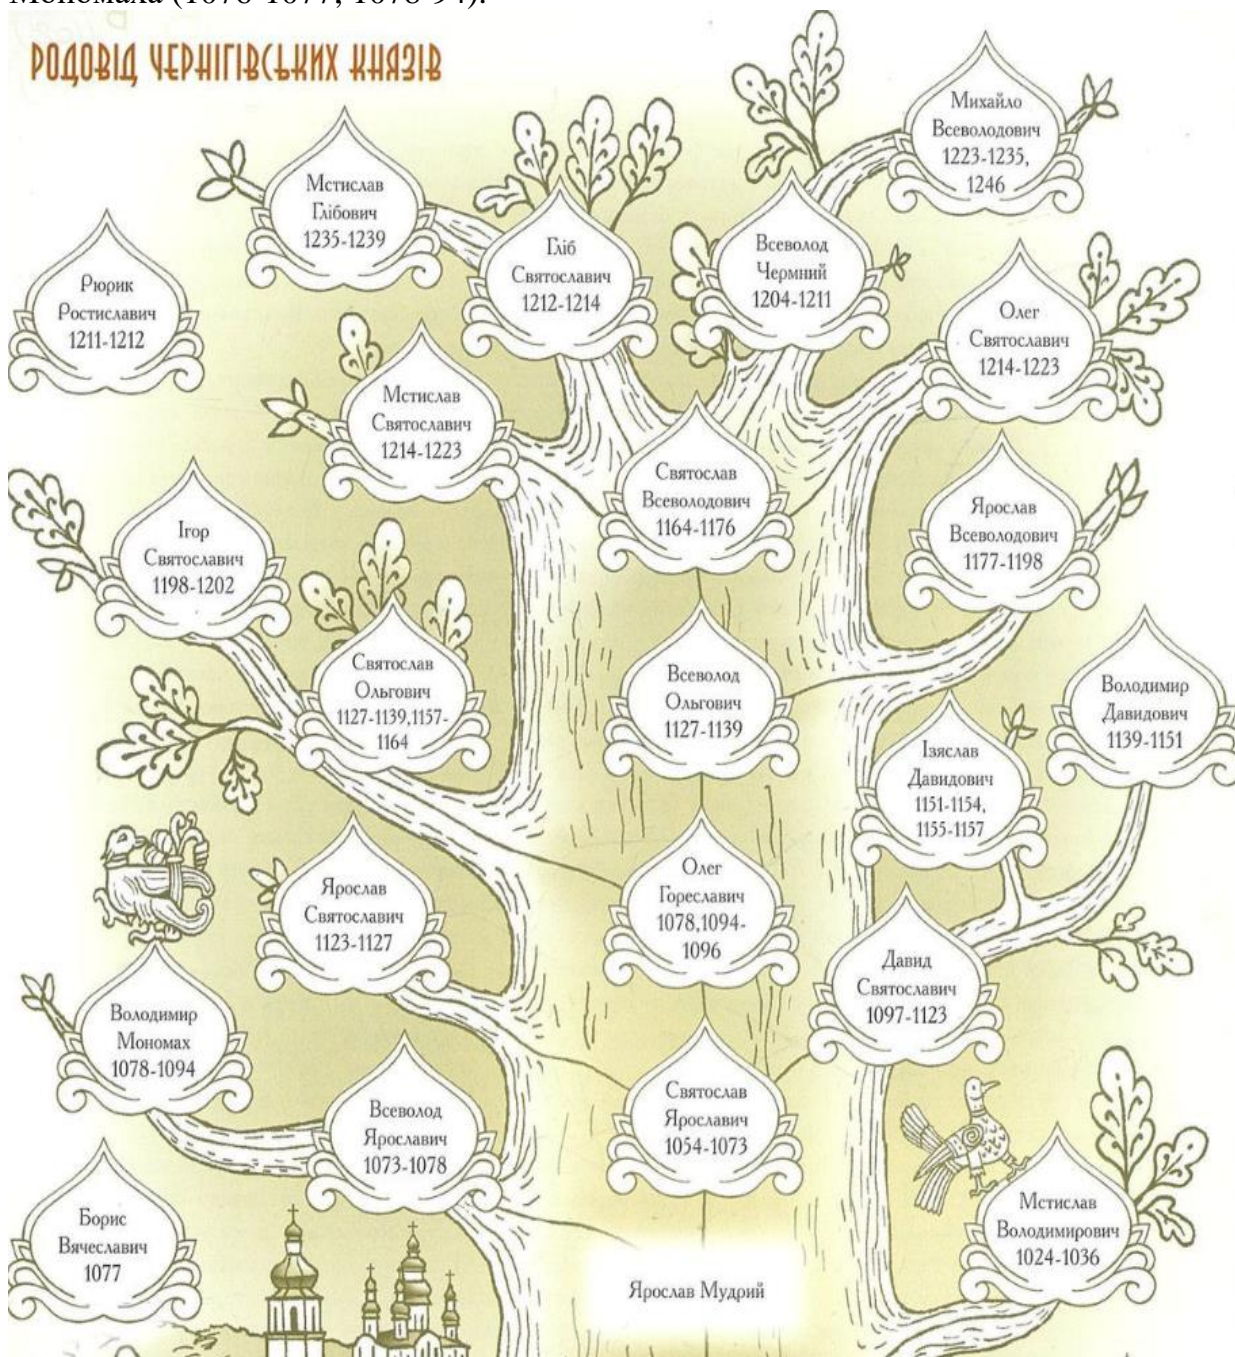 РОДОВІД ЧЕРНІГІВСЬКИХ КНЯЗІВ
Михайло
Всеволодович
1223-1235,
1246
Мстислав
Глібович
1235-1239
Гліб
Святославич
1212-1214
Всеволод
Чермний
1204-1211
Рюрик
Ростиславич
1211-1212
Олег
Святославич
1214-1223
Мстислав
Святославич
1214-1223
Святослав
Всеволодович
1164-1176
Ярослав
Всеволодович
1177-1198
Ігор
Святославич
1198-1202
Святослав
Ольгович
1127-1139,1157-
1164
Всеволод
Ольгович
1127-1139
Володимир
Давидович
1139-1151
Ізяслав
Давидович
1151-1154,
1155-1157
Ярослав
Святославич
1123-1127
Олег
Гореславич
1078,1094-
1096
Давид
Святославич
1097-1123
Володимир
Мономах
1078-1094
Всеволод
Ярославич
1073-1078
Святослав
Ярославич
1054-1073
Борис
Вячеславич
1077
Мстислав
Володимирович
1024-1036
Ярослав Мудрий